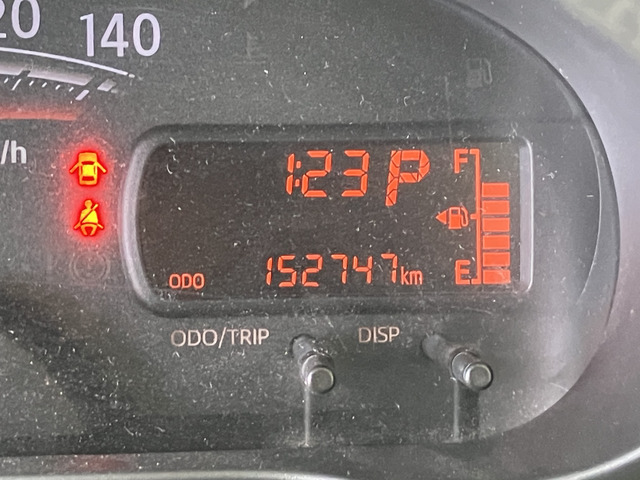 20 140
/h
1:23 P F
ODO 152747km E
ODO/TRIP DISP